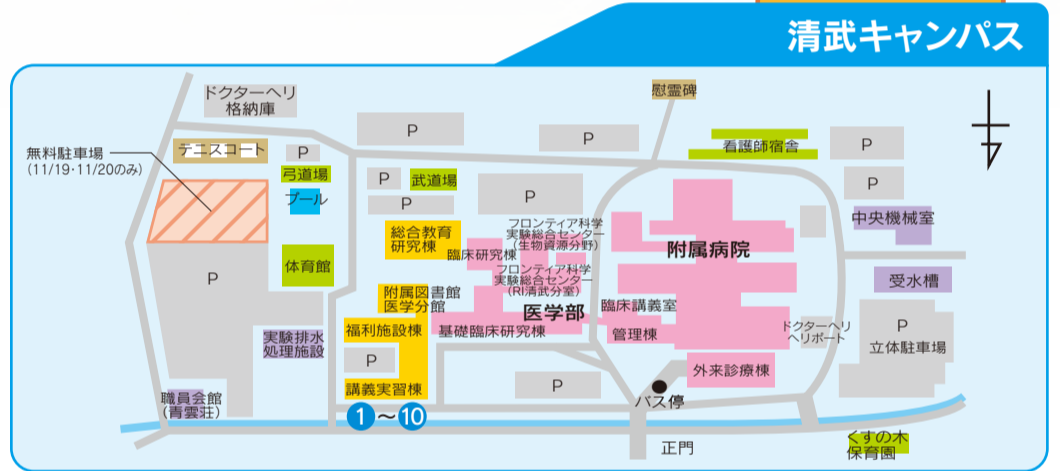 清武キャンパス
ドクターヘリ
格納庫
慰霊碑
P
P
P
P
看護師宿舎
無料駐車場
(11/19・11/20のみ)
テニスコート
P
弓道場
プール
P
武道場
P
P
P
中央機械室
総合教育
研究棟
臨床研究棟
フロンティア科学
実験総合センター
(生物資源分野)
フロンティア科学
実験総合センター
(RI清武分室)
附属病院
体育館
P
受水槽
附属図書館
医学分館
医学部
臨床講義室
福利施設棟
基礎臨床研究棟
管理棟
ドクターヘリ
ヘリポート
P
立体駐車場
実験排水
処理施設
P
外来診療棟
講義実習棟
P
バス停
職員会館
(青雲荘)
1~10
正門
くすの木
保育園